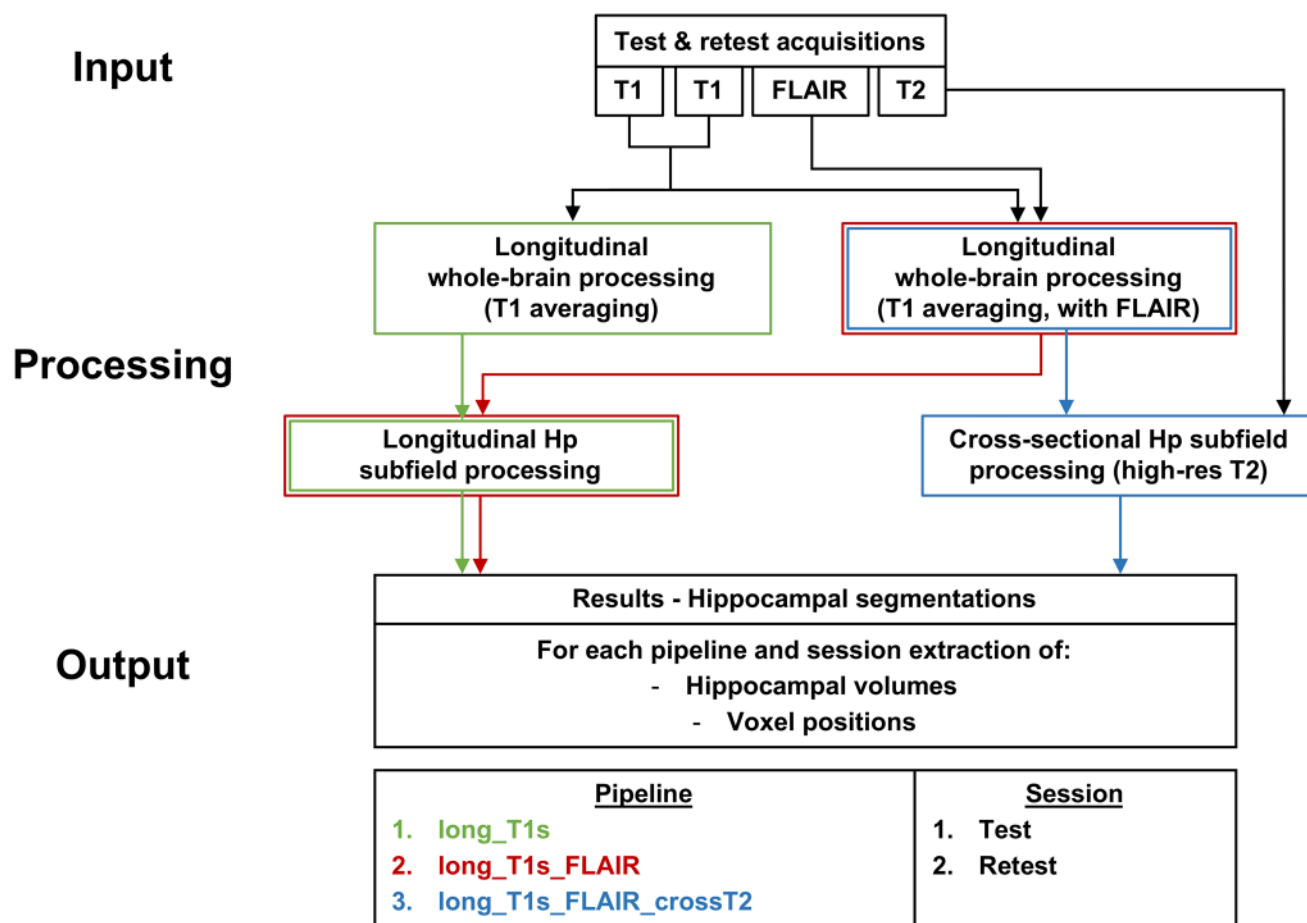 Input
Test & retest acquisitions
T1 T1 FLAIR T2
Longitudinal
whole-brain processing
(T1 averaging)
Longitudinal
whole-brain processing
(T1 averaging, with FLAIR)
Processing
Longitudinal Hp
subfield processing
Cross-sectional Hp subfield
processing (high-res T2)
Output
Results - Hippocampal segmentations
For each pipeline and session extraction of:
- Hippocampal volumes
- Voxel positions
Pipeline
1. long_T1s
2. long_T1s_FLAIR
3. long_T1s_FLAIR_crossT2
Session
1. Test
2. Retest